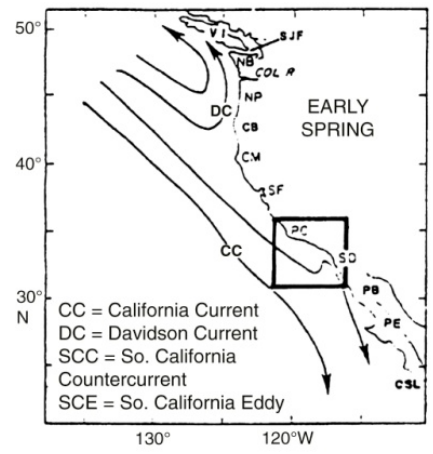 50°
VI
SJF
NB
COL R
NP
DC
EARLY
SPRING
CB
40°
CM
SF
PC
CC
SD
PB
30°
N
PE
CC = California Current
DC = Davidson Current
SCC = So. California
Countercurrent
SCE = So. California Eddy
CSL
130°
120°W